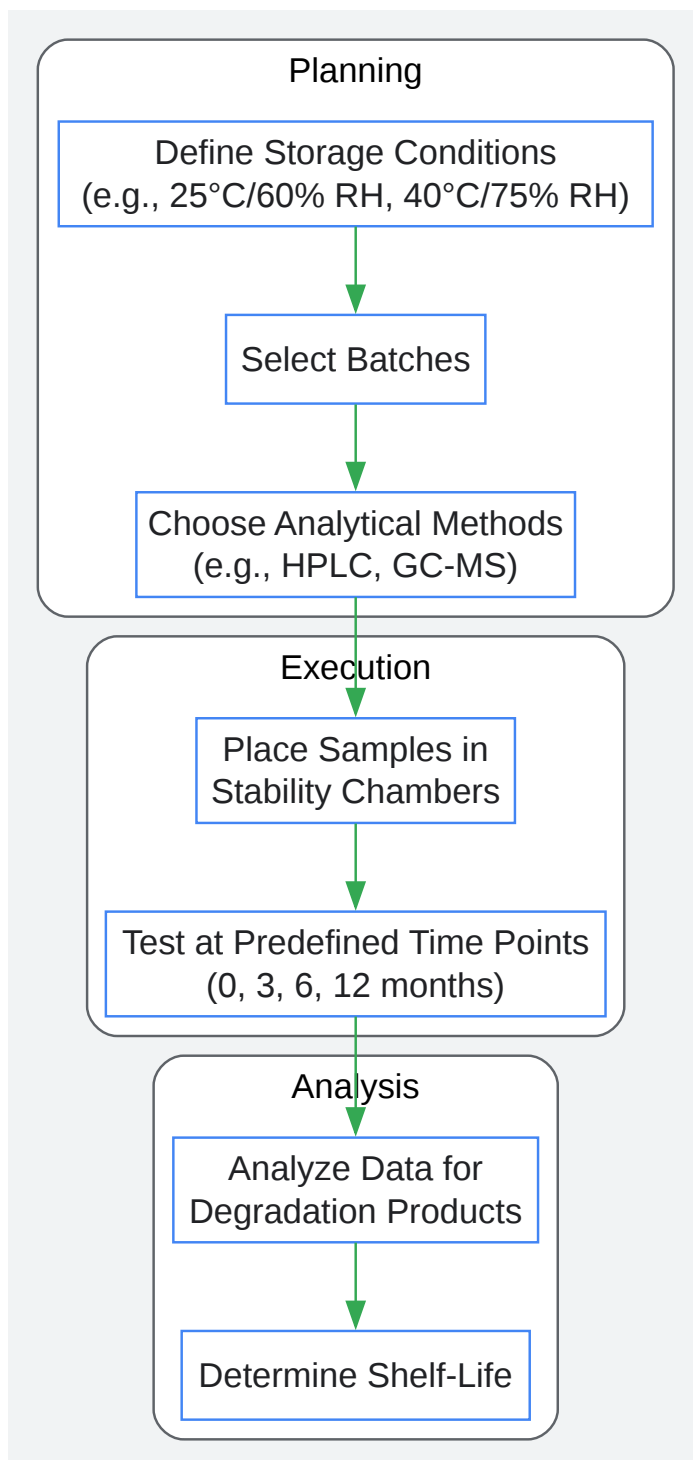 Planning
Define Storage Conditions
(e.g., 25°C/60% RH, 40°C/75% RH)
Select Batches
Choose Analytical Methods
(e.g., HPLC, GC-MS)
Execution
Place Samples in
Stability Chambers
Test at Predefined Time Points
(0, 3, 6, 12 months)
Analysis
Analyze Data for
Degradation Products
Determine Shelf-Life